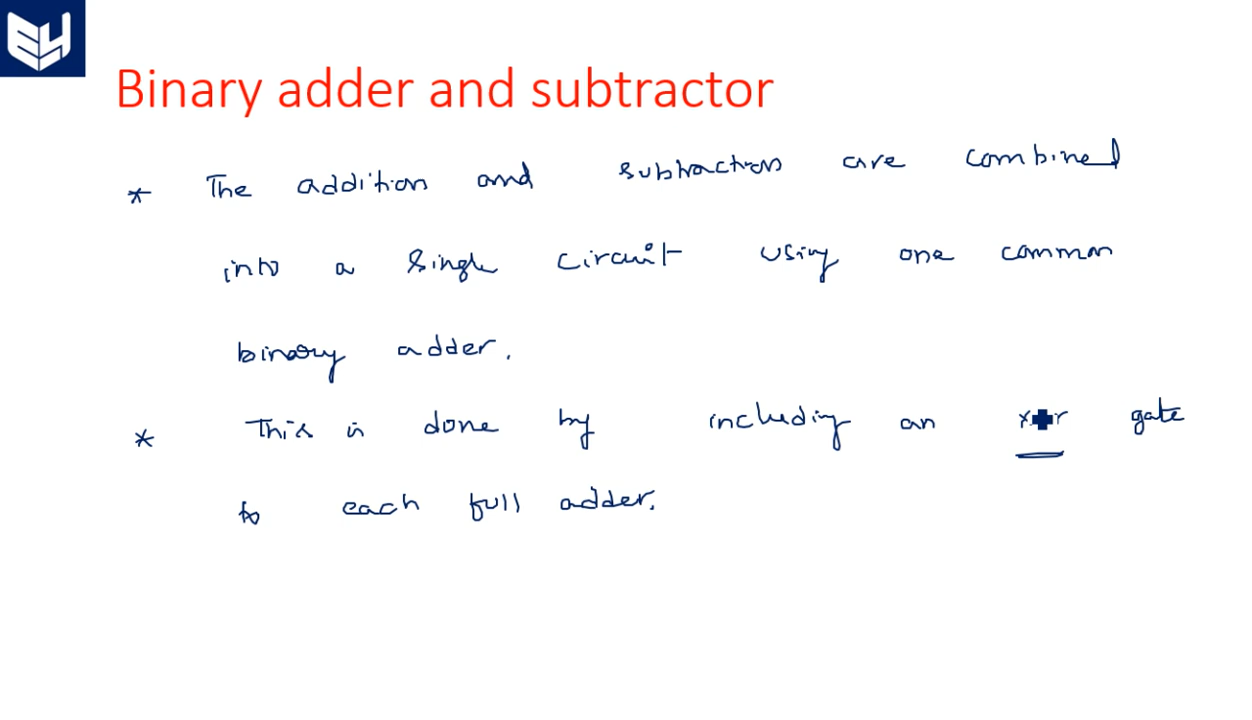 Binary adder and subtractor
* The addition and subtraction are combined
into a single circuit using one common
binary adder.
* This is done by including an xor gate
to each full adder.